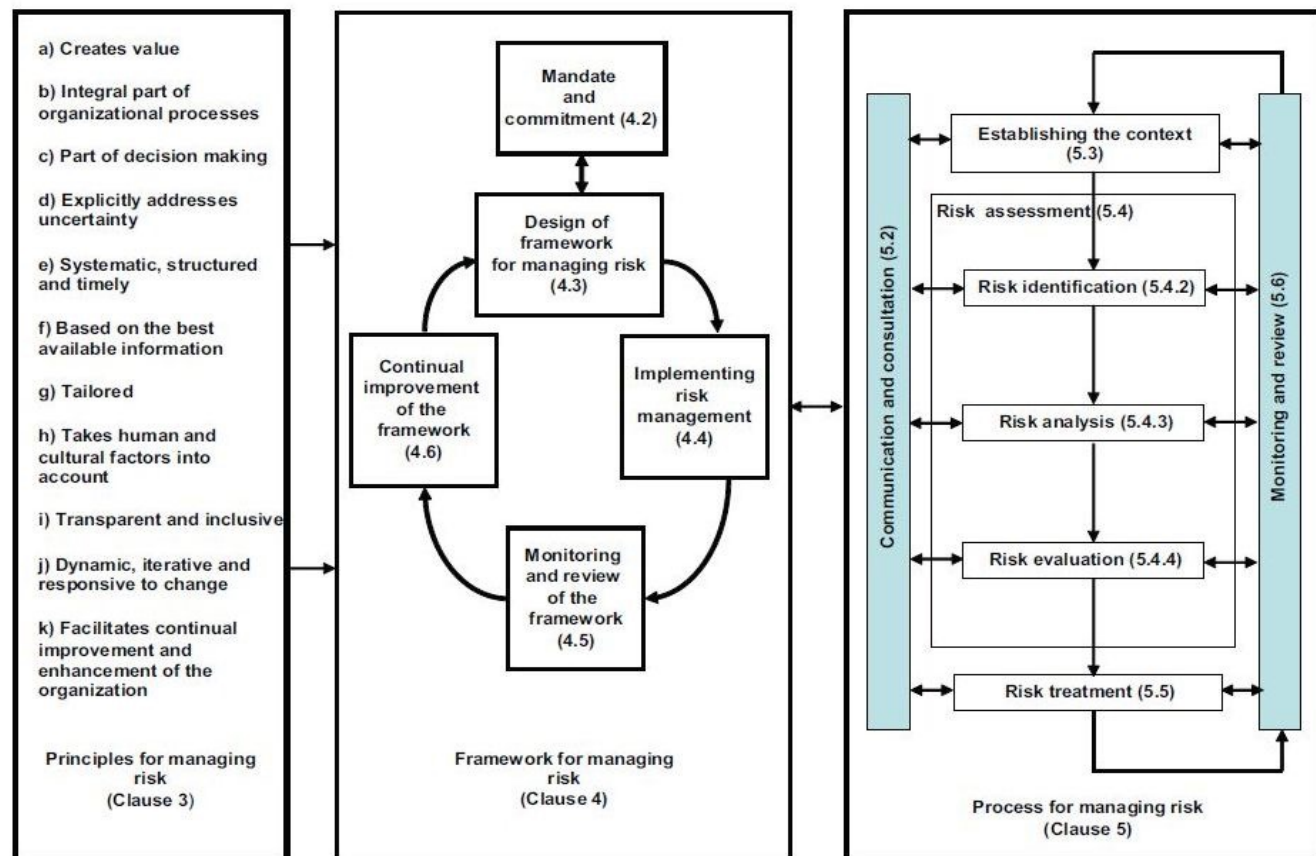 a) Creates value
b) Integral part of
organizational processes
c) Part of decision making
d) Explicitly addresses
uncertainty
e) Systematic, structured
and timely
f) Based on the best
available information
g) Tailored
h) Takes human and
cultural factors into
account
i) Transparent and inclusive
j) Dynamic, iterative and
responsive to change
k) Facilitates continual
improvement and
enhancement of the
organization
Principles for managing
risk
(Clause 3)
Mandate
and
commitment (4.2)
Design of
framework
for managing risk
(4.3)
Continual
improvement
of the
framework
(4.6)
Implementing
risk
management
(4.4)
Monitoring
and review
of the
framework
(4.5)
Framework for managing
risk
(Clause 4)
Communication and consultation (5.2)
Establishing the context
(5.3)
Risk assessment (5.4)
Risk identification (5.4.2)
Risk analysis (5.4.3)
Risk evaluation (5.4.4)
Risk treatment (5.5)
Monitoring and review (5.6)
Process for managing risk
(Clause 5)